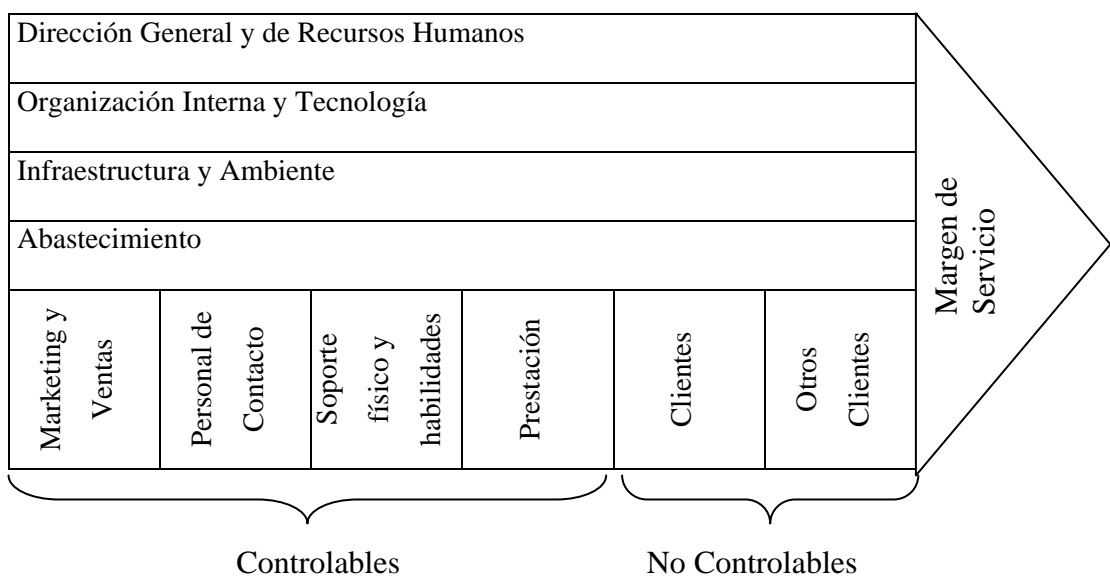 Dirección General y de Recursos Humanos
Organización Interna y Tecnología
Infraestructura y Ambiente
Abastecimiento
Marketing y
Ventas
Personal de
Contacto
Soporte
físico y
habilidades
Prestación
Clientes
Otros
Clientes
Margen de
Servicio
Controlables
No Controlables